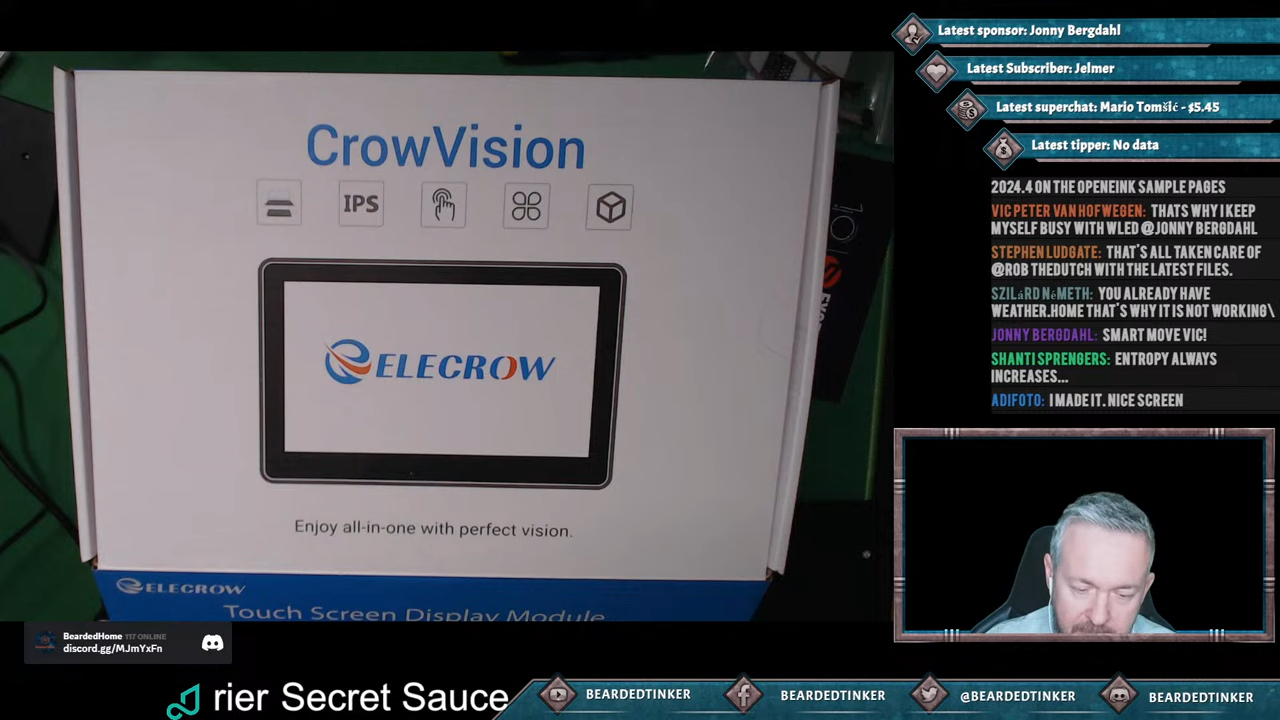 CrowVision
IPS
ELECROW
Enjoy all-in-one with perfect vision.
ELECROW
Touch Screen Display Module
Latest sponsor: Jonny Bergdahl
Latest Subscriber: Jelmer
Latest superchat: Mario Tomšić - $5.45
Latest tipper: No data
2024.4 ON THE OPENEINK SAMPLE PAGES
VIC PETER VAN HOFWEGEN: THATS WHY I KEEP
MYSELF BUSY WITH WLED @JONNY BERGDAHL
STEPHEN LUDGATE: THAT'S ALL TAKEN CARE OF
@ROB THEDUTCH WITH THE LATEST FILES.
SZILáRD NéMETH: YOU ALREADY HAVE
WEATHER.HOME THAT'S WHY IT IS NOT WORKING\
JONNY BERGDAHL: SMART MOVE VIC!
SHANTI SPRENGERS: ENTROPY ALWAYS
INCREASES...
ADIFOTO: I MADE IT. NICE SCREEN
BeardedHome 117 ONLINE
discord.gg/MJmYxFn
rier Secret Sauce
BEARDEDTINKER
BEARDEDTINKER
@BEARDEDTINKER
BEARDEDTINKER